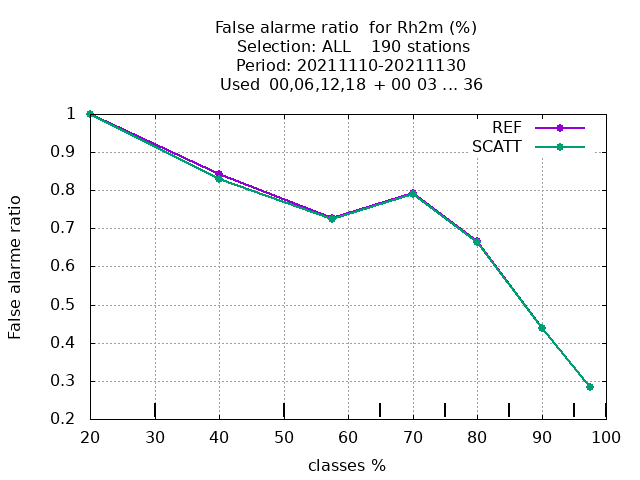 False alarme ratio  for Rh2m (%)
Selection: ALL    190 stations
Period: 20211110-20211130
Used 00,06,12,18 + 00 03 ... 36
REF
SCATT
False alarme ratio
1
0.9
0.8
0.7
0.6
0.5
0.4
0.3
0.2
20 30 40 50 60 70 80 90 100
classes %